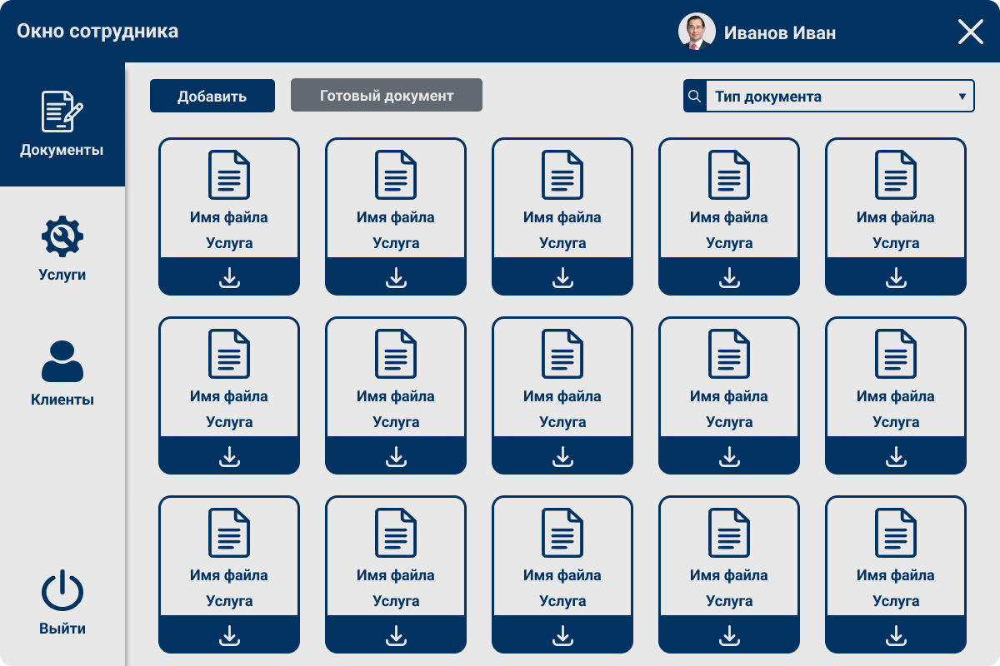 Окно сотрудника
Иванов Иван
Документы
Услуги
Клиенты
Выйти
Добавить
Готовый документ
Тип документа
Имя файла
Услуга
Имя файла
Услуга
Имя файла
Услуга
Имя файла
Услуга
Имя файла
Услуга
Имя файла
Услуга
Имя файла
Услуга
Имя файла
Услуга
Имя файла
Услуга
Имя файла
Услуга
Имя файла
Услуга
Имя файла
Услуга
Имя файла
Услуга
Имя файла
Услуга
Имя файла
Услуга